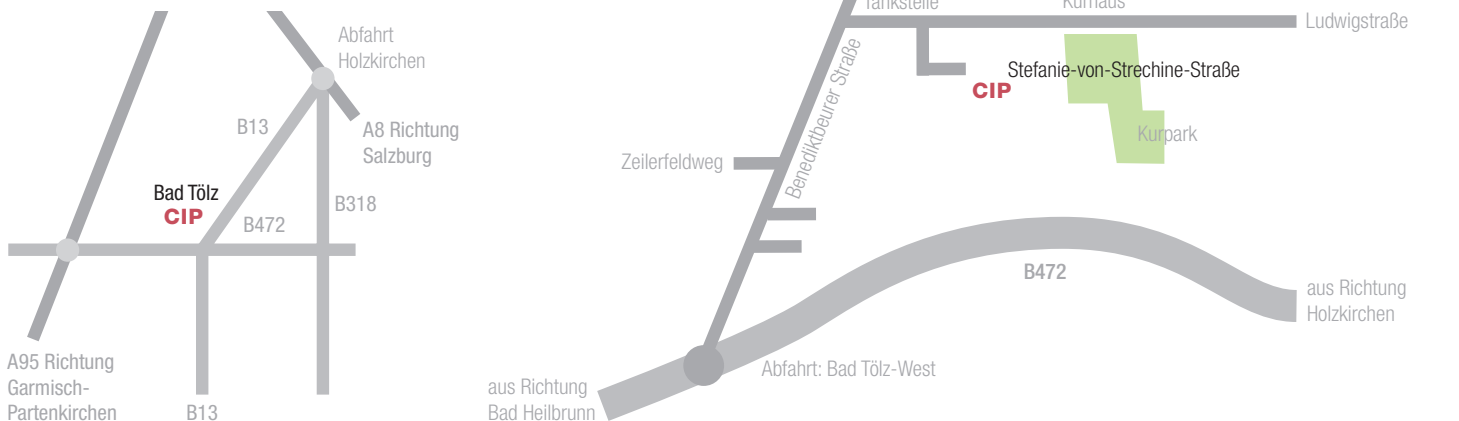 Abfahrt
Holzkirchen
B13
A8 Richtung
Salzburg
Bad Tölz
CIP
B318
B472
A95 Richtung
Garmisch-
Partenkirchen
B13
Tankstelle
Kurhaus
Ludwigstraße
Stefanie-von-Strechine-Straße
CIP
Benediktbeurer Straße
Kurpark
Zeilerfeldweg
B472
aus Richtung
Holzkirchen
Abfahrt: Bad Tölz-West
aus Richtung
Bad Heilbrunn